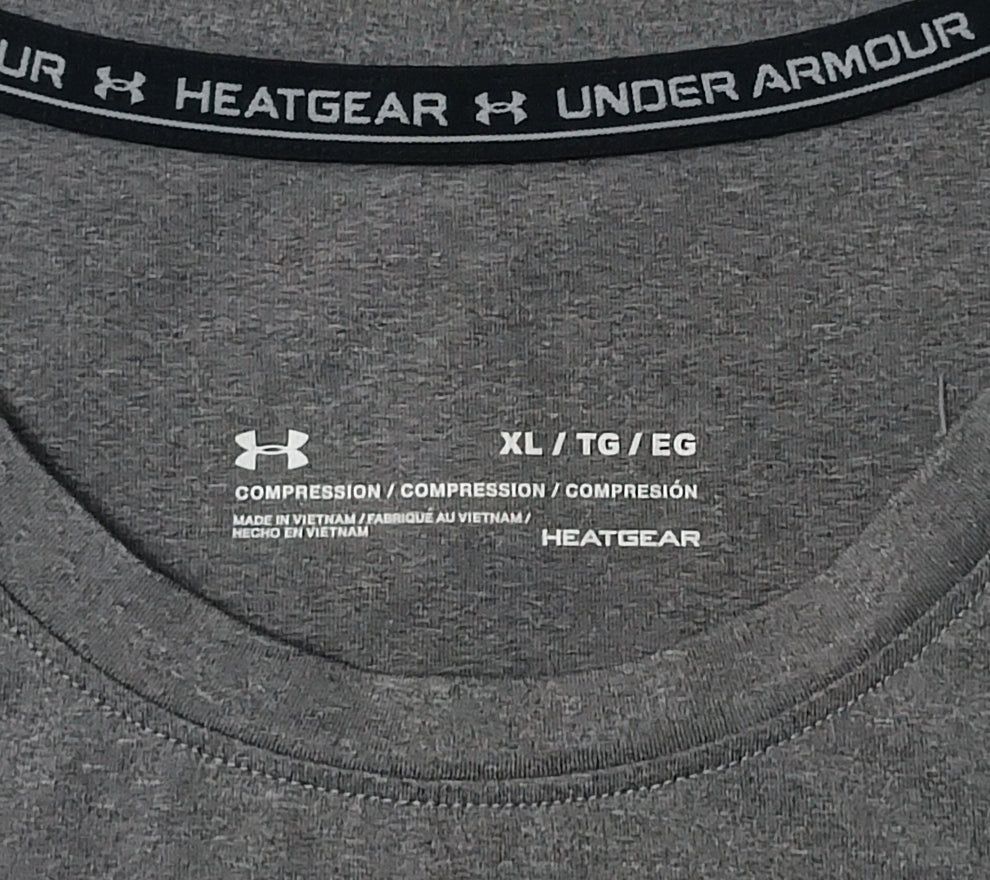 UR HEATGEAR UNDER ARMOUR
XL / TG / EG
COMPRESSION / COMPRESSION / COMPRESIÓN
MADE IN VIETNAM / FABRIQUÉ AU VIETNAM /
HECHO EN VIETNAM
HEATGEAR